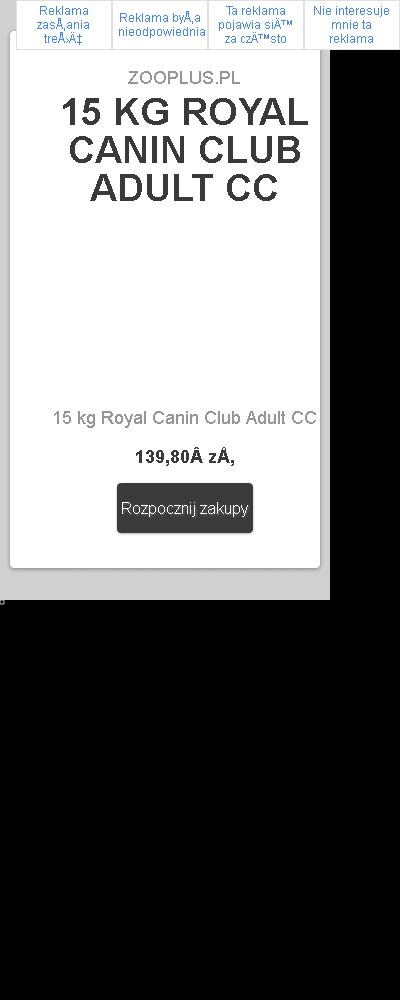 Reklama
zasÅ‚ania
treÅ›Ä‡
Reklama byÅ‚a
nieodpowiednia
Ta reklama
pojawia siÄ™
za czÄ™sto
Nie interesuje
mnie ta
reklama
ZOOPLUS.PL
15 KG ROYAL
CANIN CLUB
ADULT CC
15 kg Royal Canin Club Adult CC
139,80Â zÅ‚
Rozpocznij zakupy